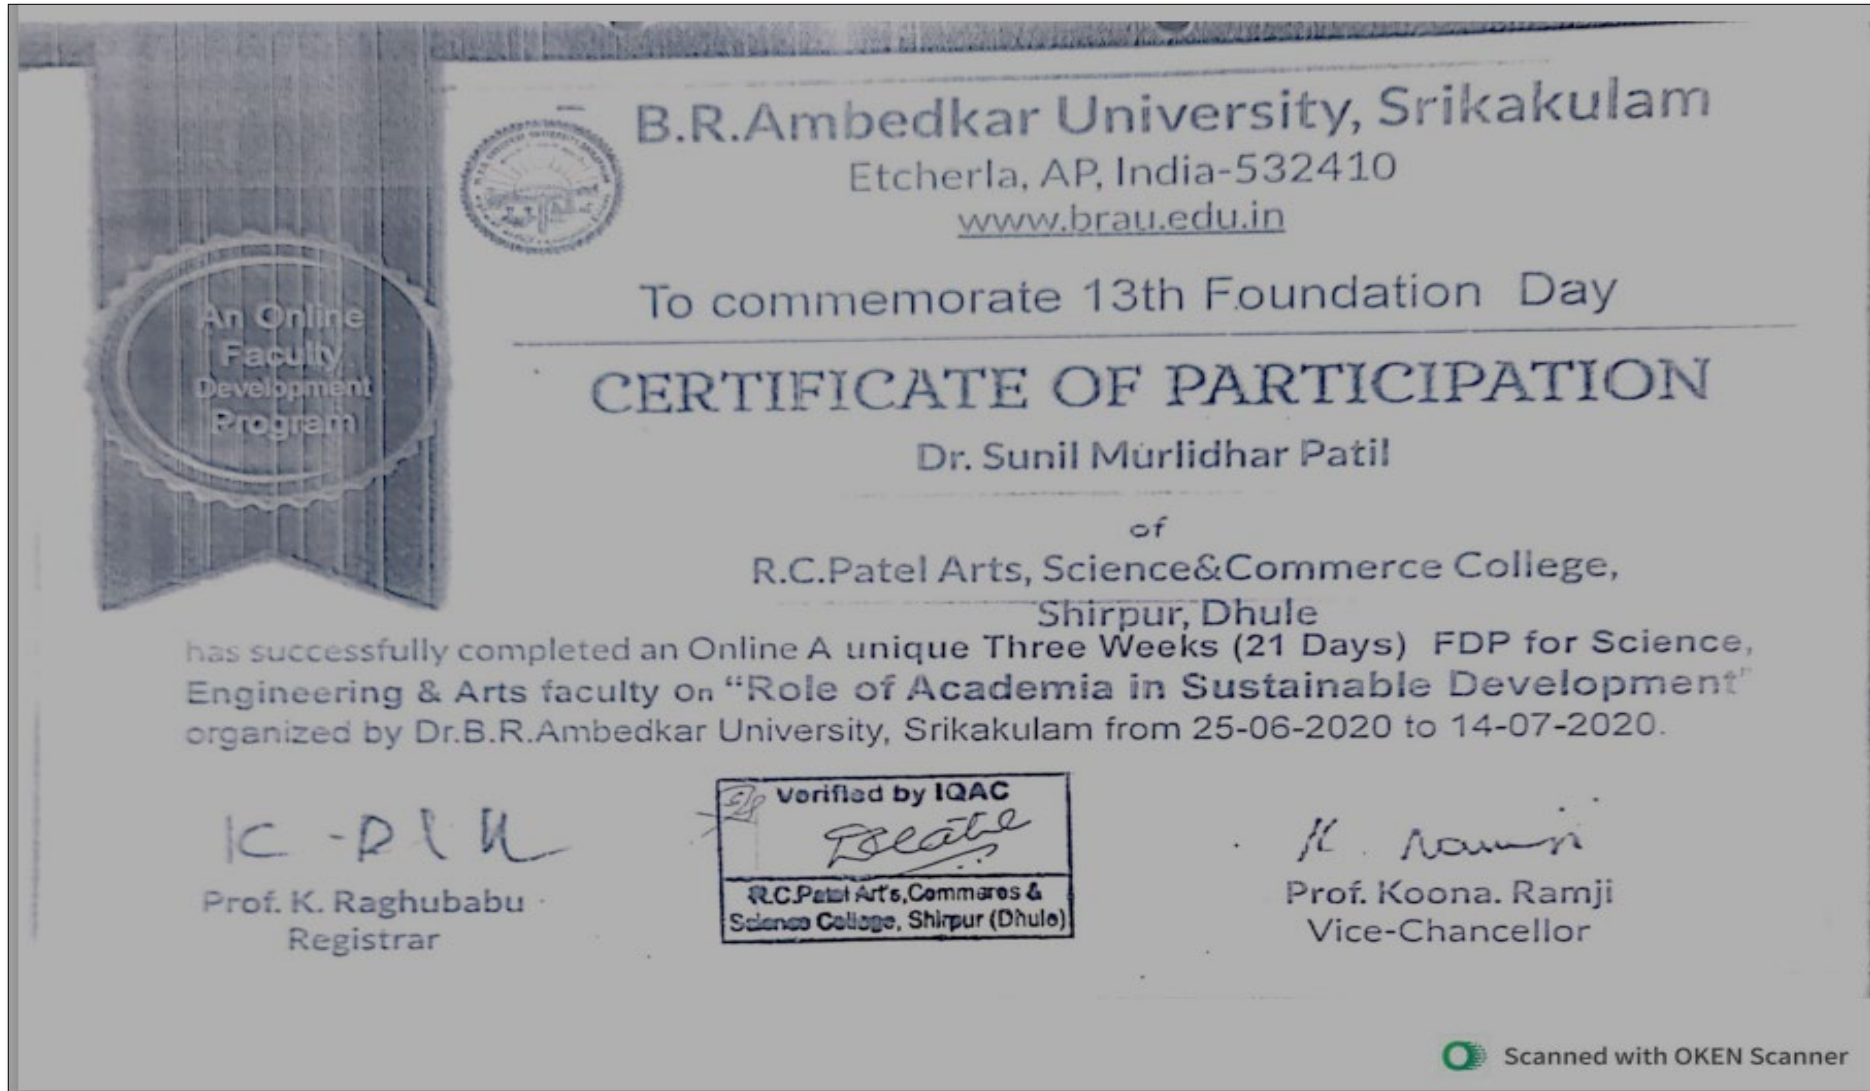 B.R.Ambedkar University, Srikakulam
Etcherla, AP, India-532410
www.brau.edu.in
To commemorate 13th Foundation Day
An Online
Faculty
Development
Program
CERTIFICATE OF PARTICIPATION
Dr. Sunil Murlidhar Patil
of
R.C.Patel Arts, Science&Commerce College,
Shirpur, Dhule
has successfully completed an Online A unique Three Weeks (21 Days) FDP for Science,
Engineering & Arts faculty on “Role of Academia in Sustainable Development”
organized by Dr.B.R.Ambedkar University, Srikakulam from 25-06-2020 to 14-07-2020.
Verified by IQAC
R.C.Patel Art's,Commares &
Science College, Shirpur (Dhule)
K. Ramji
Prof. K. Raghubabu
Registrar
Prof. Koona. Ramji
Vice-Chancellor
Scanned with OKEN Scanner